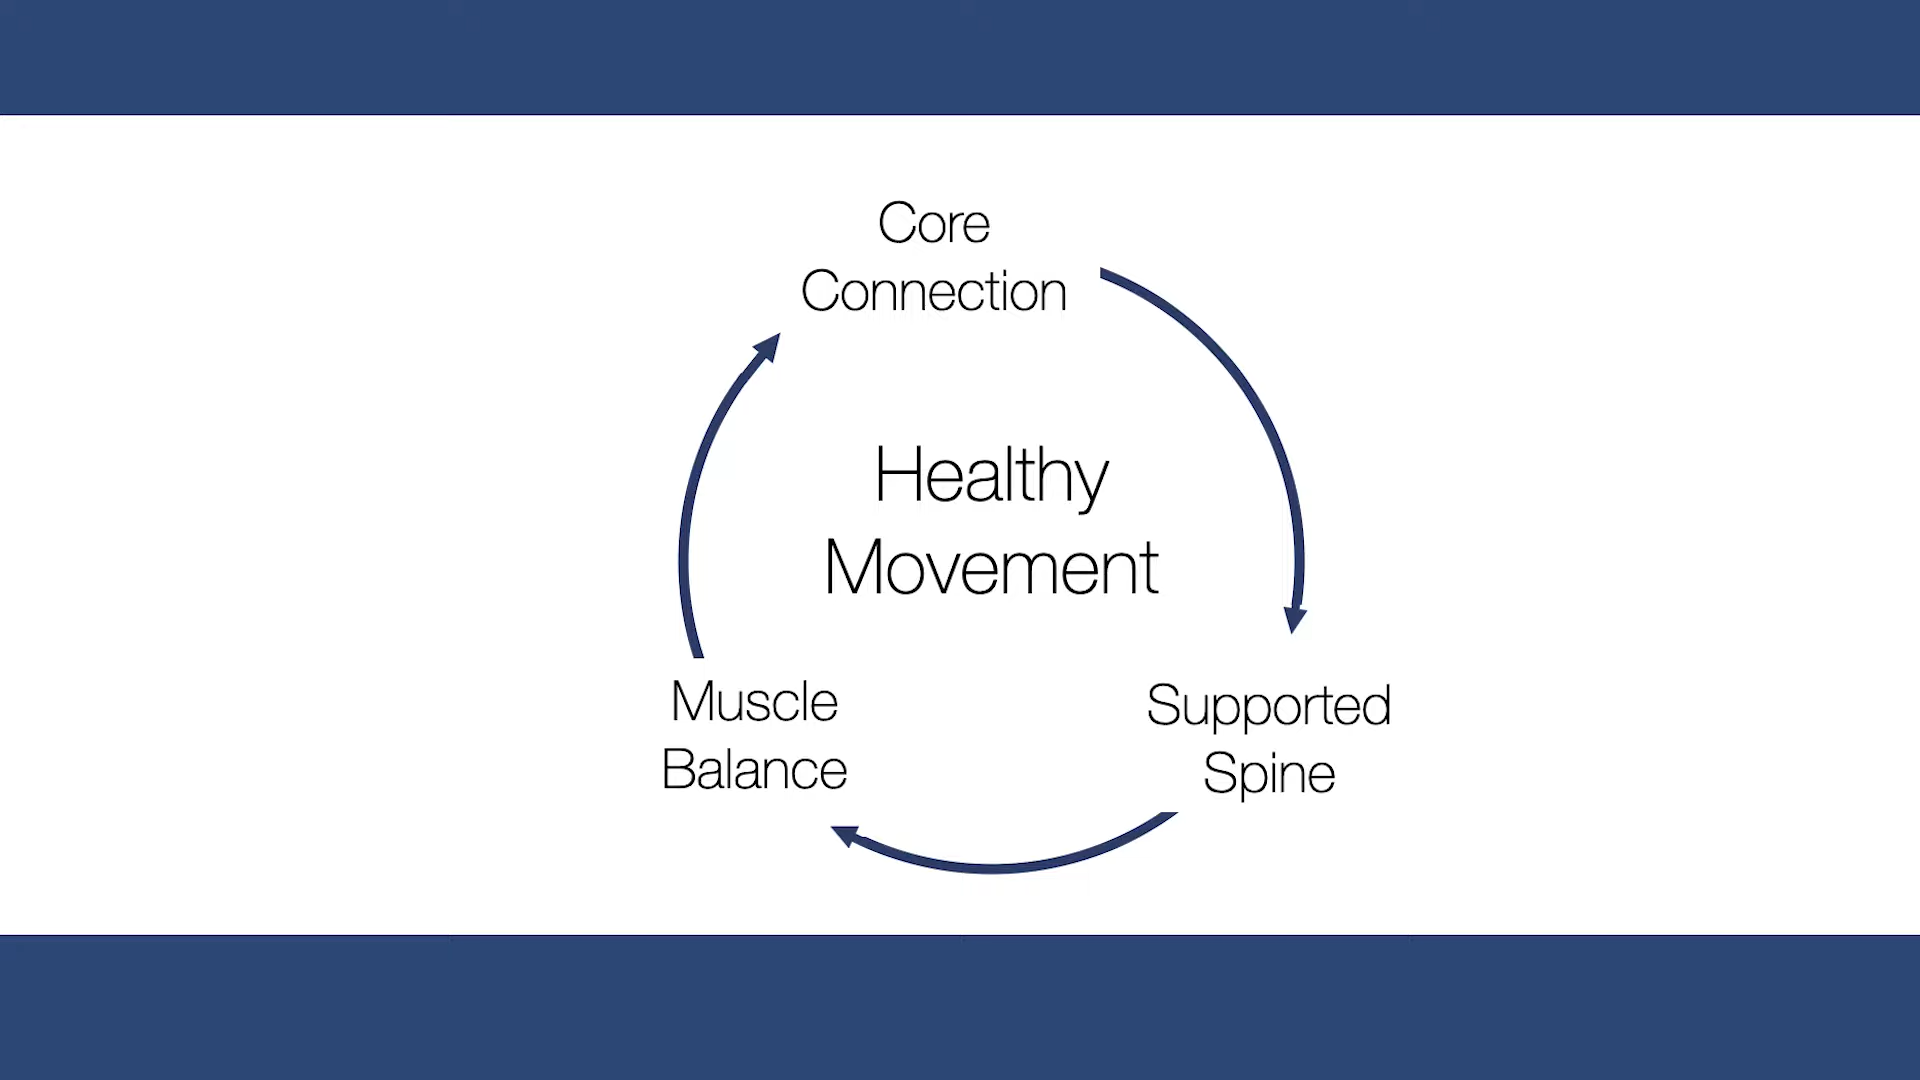 Core
Connection
Healthy
Movement
Muscle
Balance
Supported
Spine